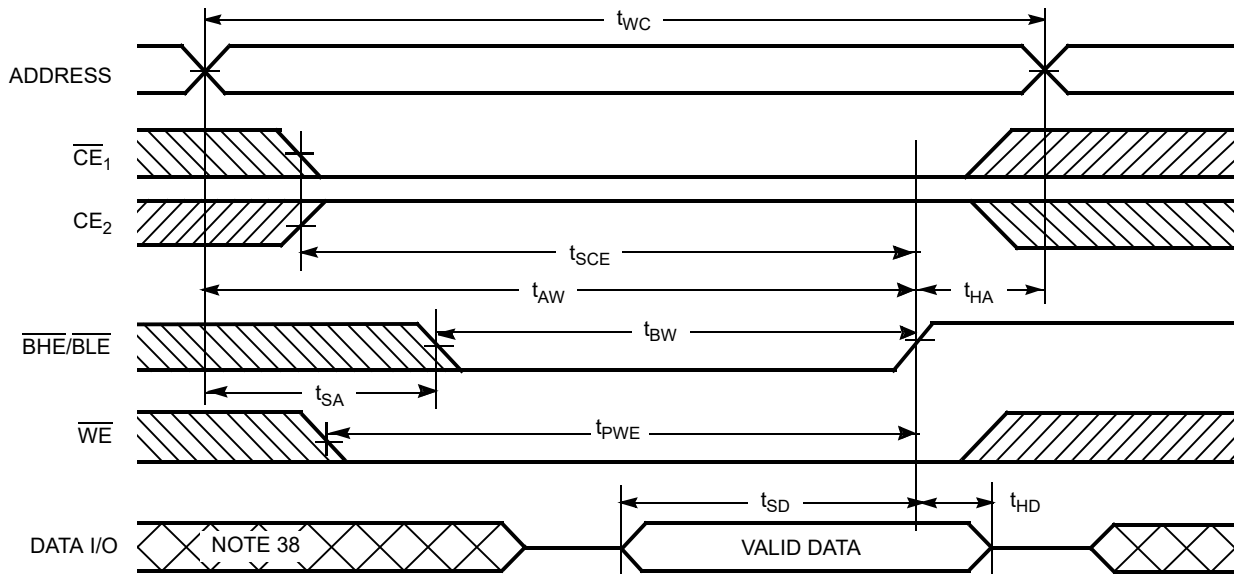 tWC
ADDRESS
CE1
CE2
tSCE
tAW
tHA
BHE/BLE
tBW
tSA
WE
tPWE
tSD
tHD
DATA I/O
NOTE 38
VALID DATA